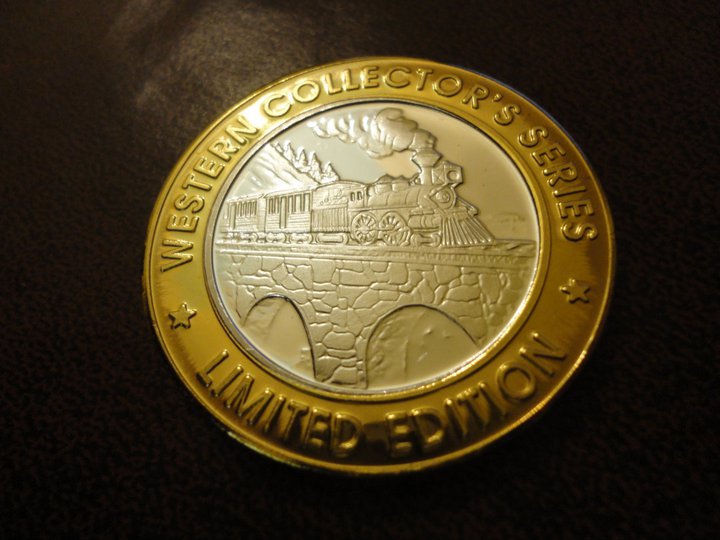 WESTERN COLLECTOR'S SERIES
LIMITED EDITION